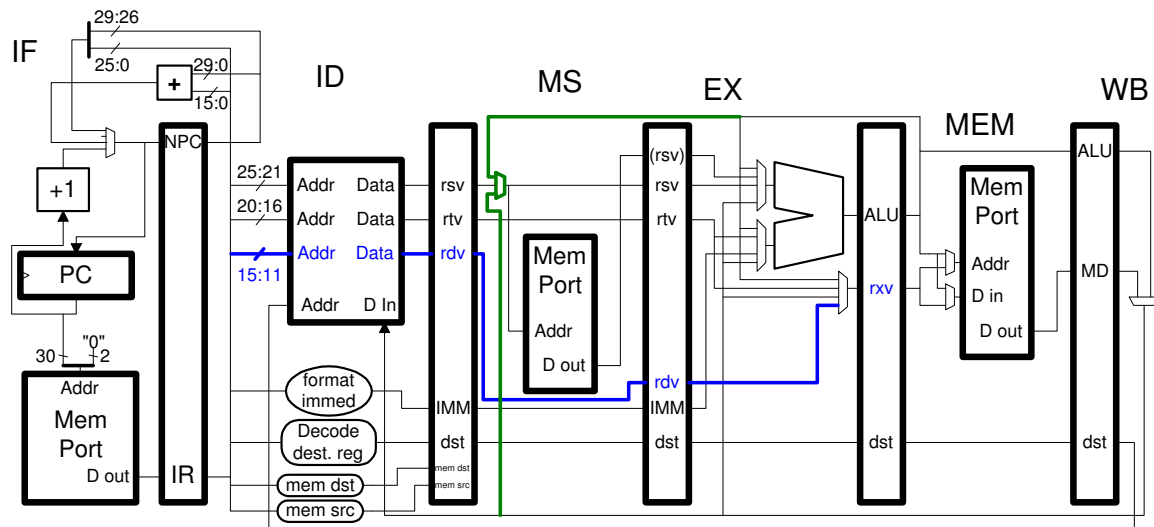 IF
ID
MS
EX
MEM
WB
29:26
25:0
+
29:0
15:0
NPC
+1
PC
30
"0"
2
Addr
Mem
Port
D out
IR
25:21
20:16
15:11
Addr Data
Addr Data
Addr Data
Addr D In
format
immed
Decode
dest. reg
mem dst
mem src
rsv
rtv
rdv
IMM
dst
mem dst
mem src
Mem
Port
Addr
D out
(rsv)
rsv
rtv
rdv
IMM
dst
ALU
rxv
dst
Mem
Port
Addr
D in
D out
ALU
MD
dst